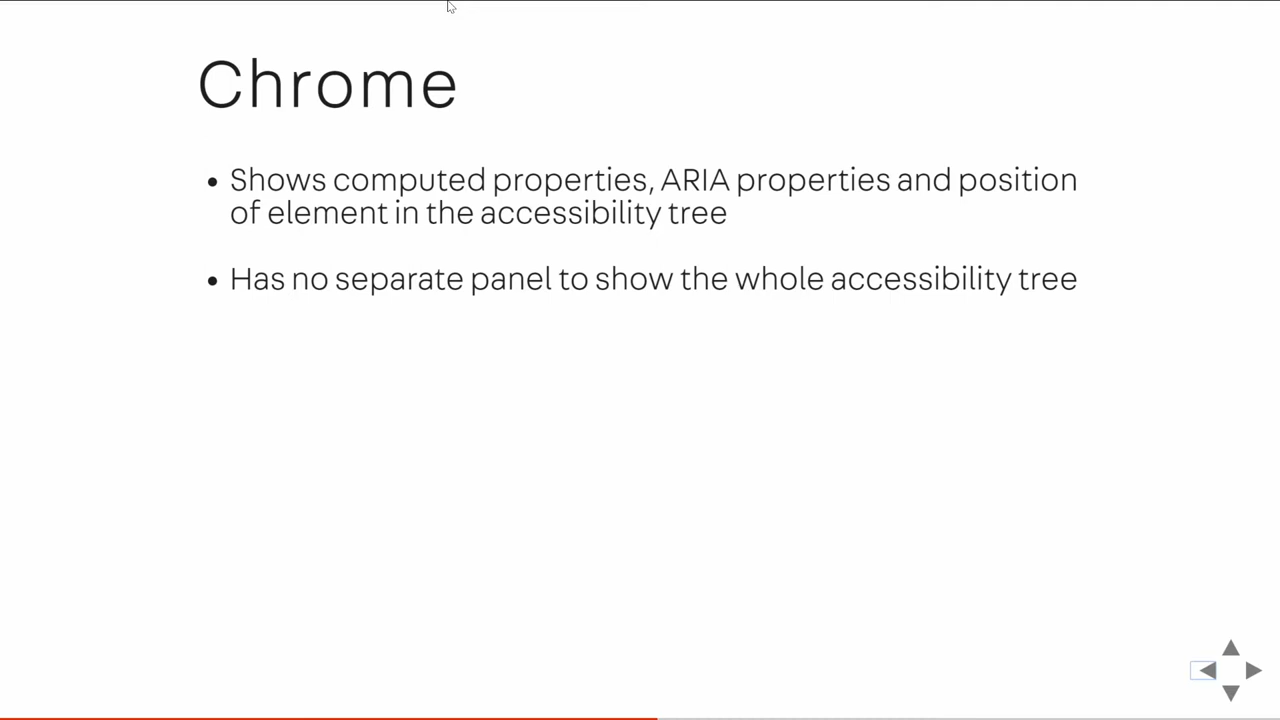 Chrome
• Shows computed properties, ARIA properties and position
of element in the accessibility tree
• Has no separate panel to show the whole accessibility tree